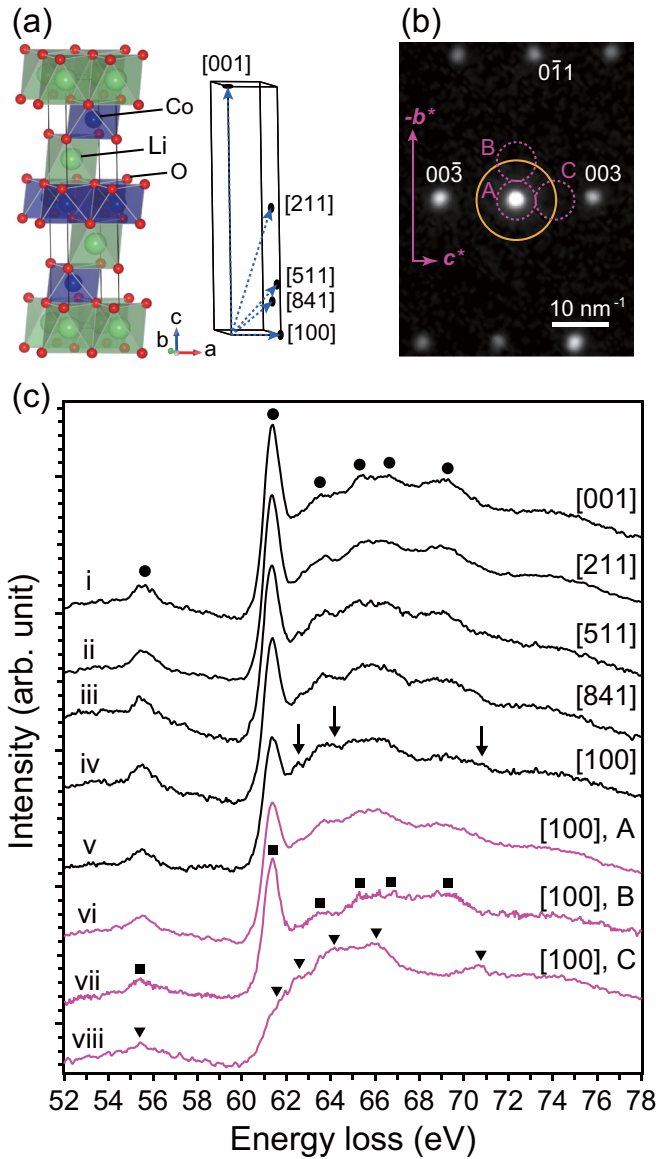 (a)
[001]
Co
Li
O
[211]
[511]
[841]
[100]
c
b
a
(b)
01̄1
-b*
B
C
A
003̄
003
c*
10 nm⁻¹
(c)
Intensity (arb. unit)
i
[001]
ii
[211]
iii
[511]
iv
[841]
v
[100]
vi
[100], A
vii
[100], B
viii
[100], C
52 54 56 58 60 62 64 66 68 70 72 74 76 78
Energy loss (eV)